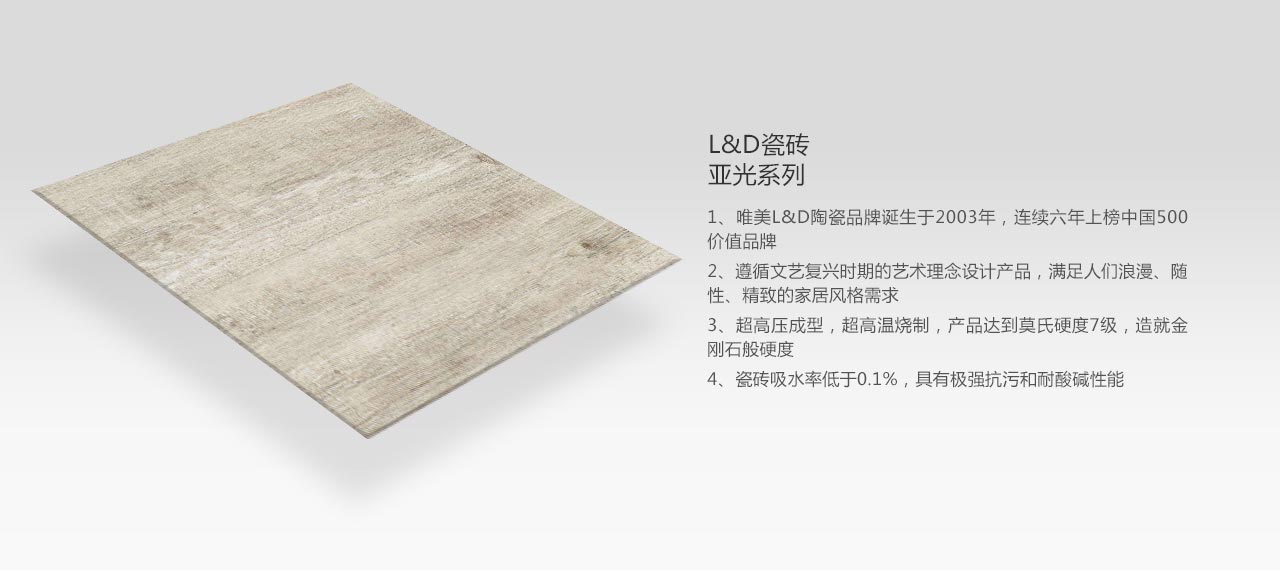 L&D瓷砖
亚光系列
1、唯美L&D陶瓷品牌诞生于2003年，连续六年上榜中国500
价值品牌
2、遵循文艺复兴时期的艺术理念设计产品，满足人们浪漫、随
性、精致的家居风格需求
3、超高压成型，超高温烧制，产品达到莫氏硬度7级，造就金
刚石般硬度
4、瓷砖吸水率低于0.1%，具有极强抗污和耐酸碱性能